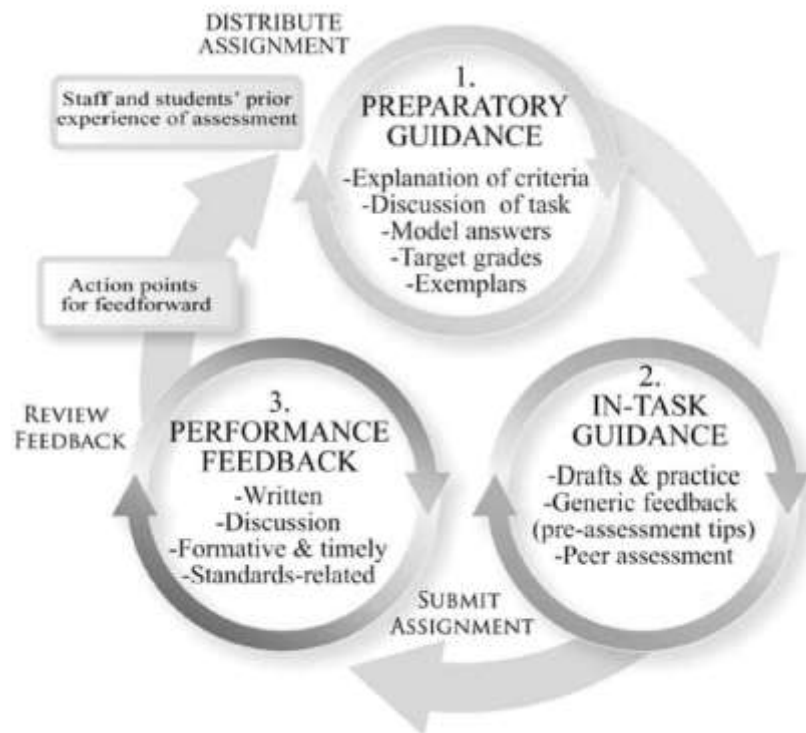 DISTRIBUTE
ASSIGNMENT
Staff and students' prior
experience of assessment
1.
PREPARATORY
GUIDANCE
-Explanation of criteria
-Discussion of task
-Model answers
-Target grades
-Exemplars
Action points
for feedforward
2.
IN-TASK
GUIDANCE
-Drafts & practice
-Generic feedback
(pre-assessment tips)
-Peer assessment
REVIEW
FEEDBACK
3.
PERFORMANCE
FEEDBACK
-Written
-Discussion
-Formative & timely
-Standards-related
SUBMIT
ASSIGNMENT